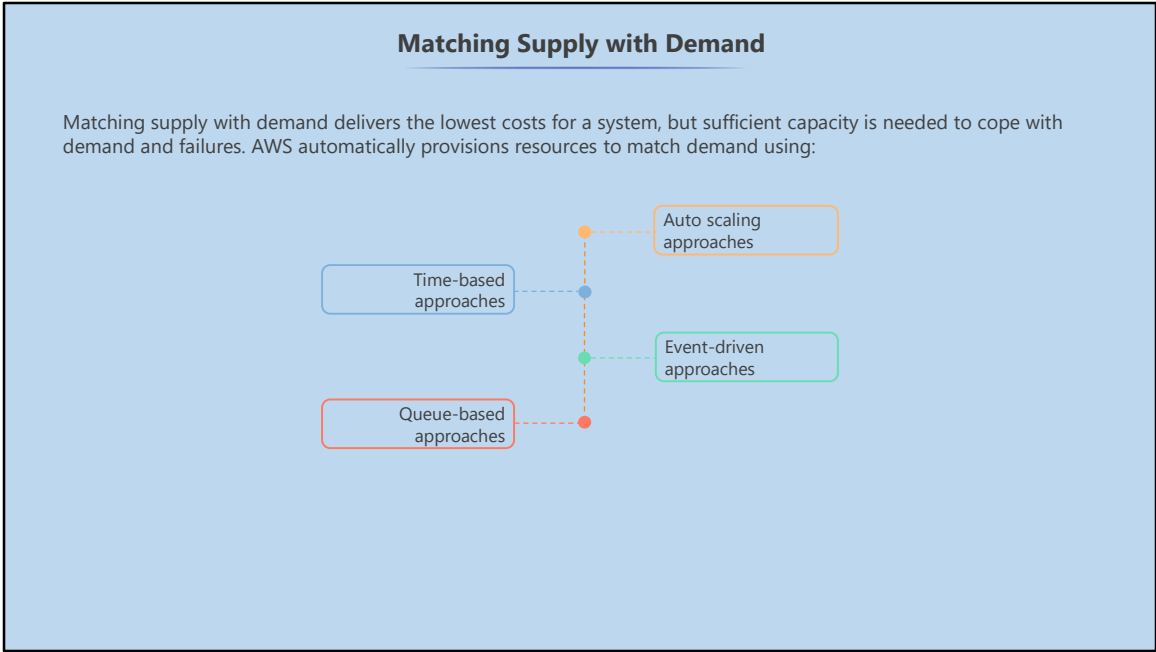 Matching Supply with Demand
Matching supply with demand delivers the lowest costs for a system, but sufficient capacity is needed to cope with
demand and failures. AWS automatically provisions resources to match demand using:
Auto scaling
approaches
Time-based
approaches
Event-driven
approaches
Queue-based
approaches